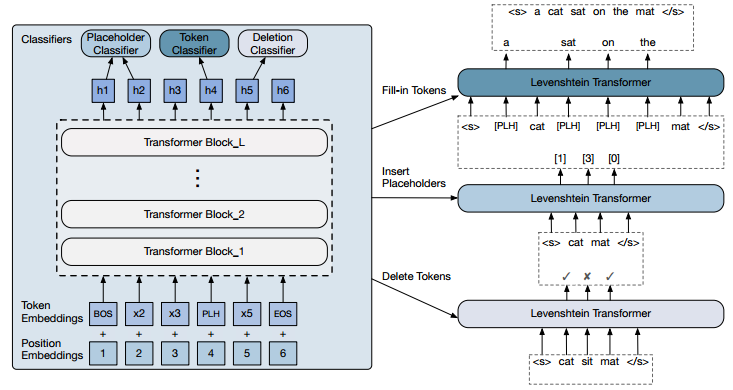 Classifiers
Placeholder
Classifier
Token
Classifier
Deletion
Classifier
h1 h2 h3 h4 h5 h6
Transformer Block_L
Transformer Block_2
Transformer Block_1
Token
Embeddings
BOS x2 x3 PLH x5 EOS
+ + + + + +
Position
Embeddings
1 2 3 4 5 6
Fill-in Tokens
Insert
Placeholders
Delete Tokens
<s> a cat sat on the mat </s>
a sat on the
Levenshtein Transformer
<s> [PLH] cat [PLH] [PLH] [PLH] mat </s>
[1] [3] [0]
Levenshtein Transformer
<s> cat mat </s>
✓ ✘ ✓
Levenshtein Transformer
<s> cat sit mat </s>